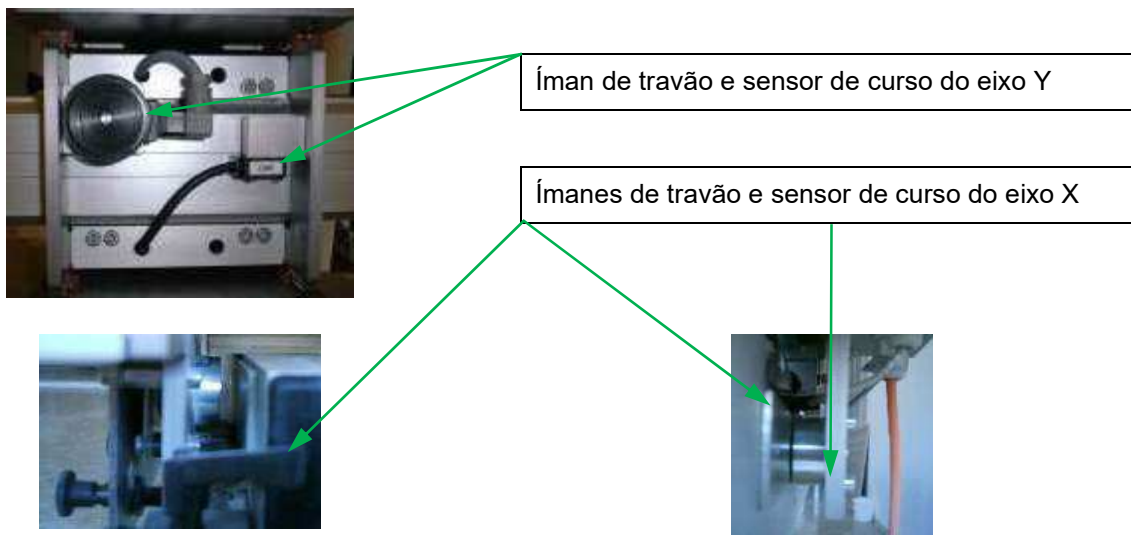 Íman de travão e sensor de curso do eixo Y
Ímanes de travão e sensor de curso do eixo X